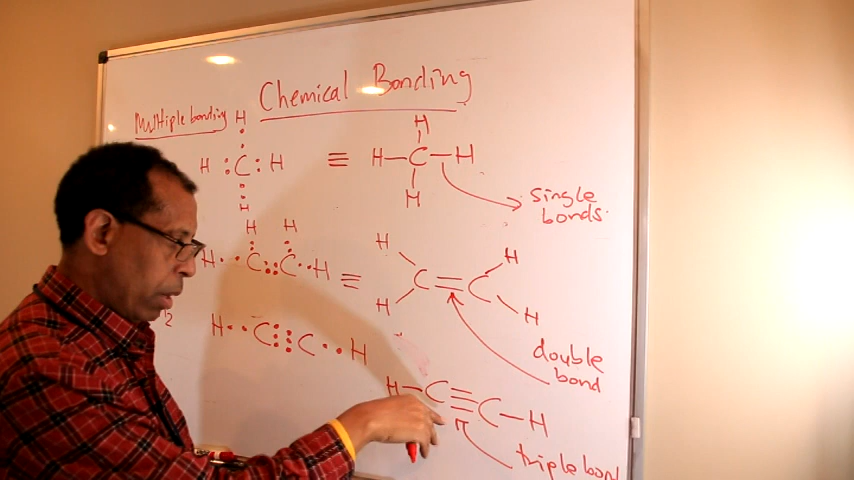 Chemical Bonding
Multiple bonding
H
H : C : H ≡ H—C—H
H
H
H
single
bonds.
H H
H : C :: C : H ≡
H H
C = C
H H
double
bond
H : C ::: C : H
H—C≡C—H
triple bond